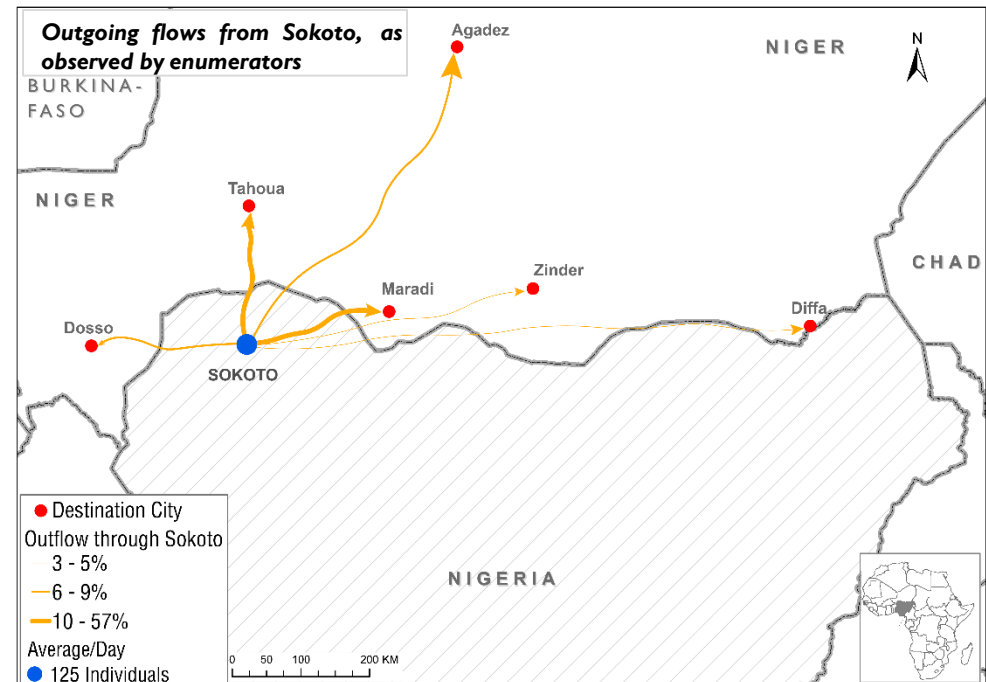 Outgoing flows from Sokoto, as
observed by enumerators
Agadez
NIGER
N
BURKINA-
FASO
Tahoua
NIGER
CHAD
Zinder
Maradi
Diffa
Dosso
SOKOTO
Destination City
Outflow through Sokoto
3 - 5%
6 - 9%
10 - 57%
Average/Day
125 Individuals
NIGERIA
0 50 100 200 KM